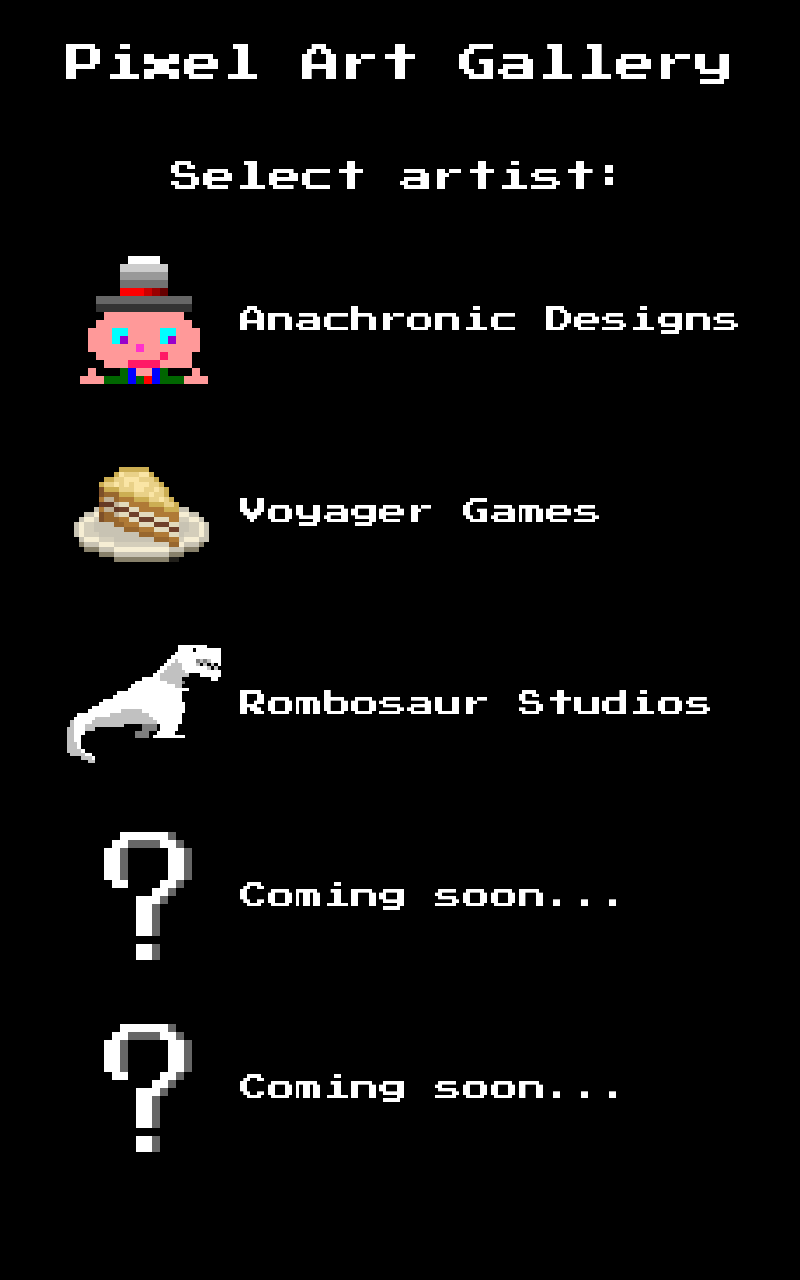 Pixel Art Gallery
Select artist:
Anachronic Designs
Voyager Games
Rombosaur Studios
Coming soon...
Coming soon...